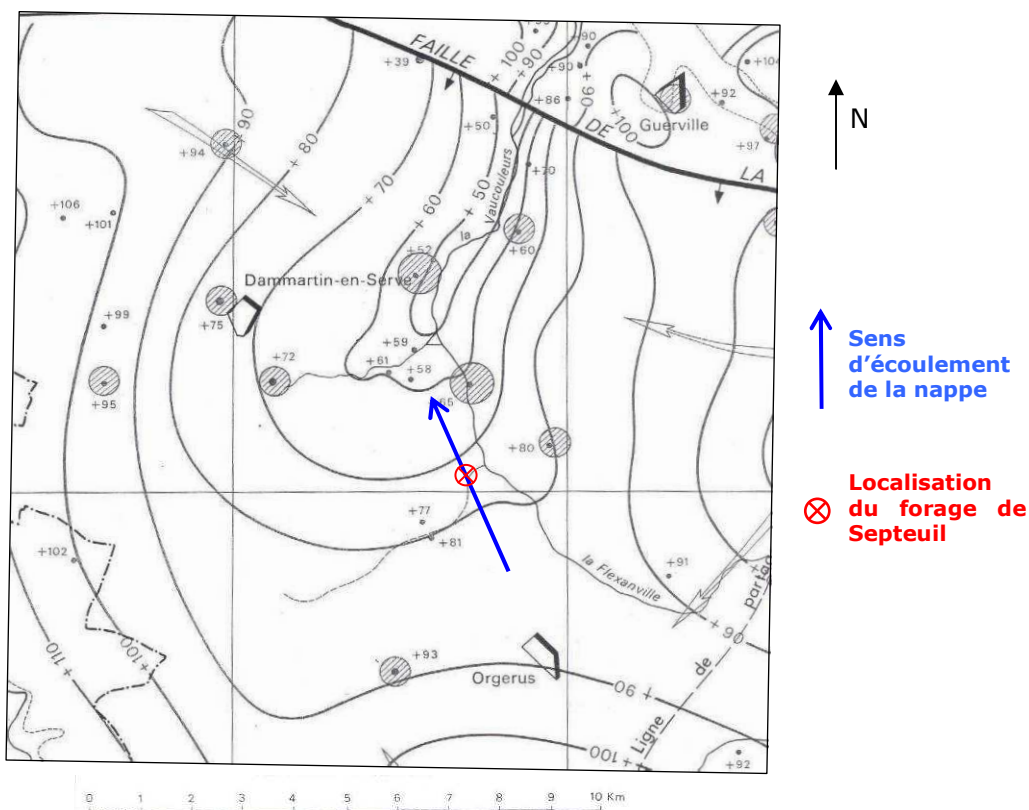 FAILLE
DE
LA
+39
+100
+90
+90
+90
+90
+86
+92
+104
+100
Guerville
+97
N
+90
+94
+80
+50
+70
+70
+50
la Vaucouleurs
+60
+106
+101
+52
+60
Dammartin-en-Serve
+75
+99
+59
+72
+61
+58
+95
+65
+80
Sens
d'écoulement
de la nappe
+77
+81
+102
+91
la Flexanville
Localisation
du forage de
Septeuil
+90
+93
Orgerus
+90
+100
+110
+100
+92
Ligne de partage
0 1 2 3 4 5 6 7 8 9 10 Km